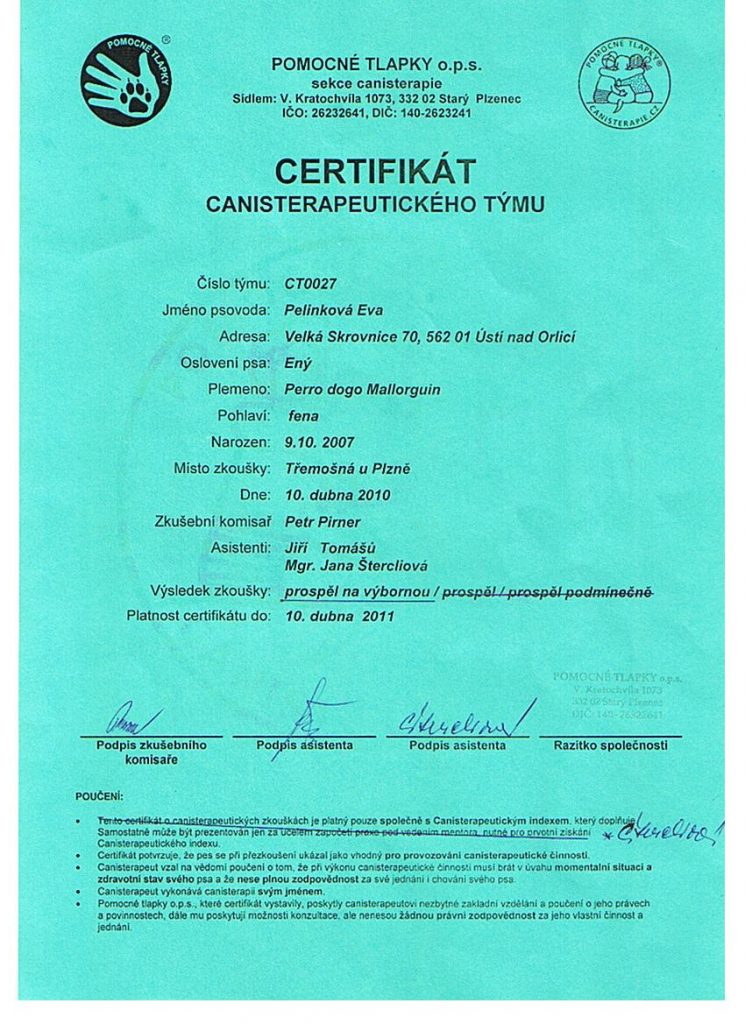 POMOCNÉ TLAPKY ®
POMOCNÉ TLAPKY o.p.s.
sekce canisterapie
Sídlem: V. Kratochvíla 1073, 332 02 Starý Plzenec
IČO: 26232641, DIČ: 140-2623241
POMOCNÉ TLAPKY®
CANISTERAPIE.CZ
CERTIFIKÁT
CANISTERAPEUTICKÉHO TÝMU
Číslo týmu: CT0027
Jméno psovoda: Pelinková Eva
Adresa: Velká Skrovnice 70, 562 01 Ústí nad Orlicí
Oslovení psa: Ený
Plemeno: Perro dogo Mallorguin
Pohlaví: fena
Narozen: 9.10. 2007
Místo zkoušky: Třemošná u Plzně
Dne: 10. dubna 2010
Zkušební komisař Petr Pirner
Asistenti: Jiří Tomášů
Mgr. Jana Štercliová
Výsledek zkoušky: prospěl na výbornou / prospěl / prospěl podmínečně
Platnost certifikátu do: 10. dubna 2011
POMOCNÉ TLAPKY o.p.s.
V. Kratochvíla 1073
332 02 Starý Plzenec
DIČ: 140-26322641
Podpis zkušebního
komisaře
Podpis asistenta
Podpis asistenta
Razítko společnosti
POUČENÍ:
• Tento certifikát o canisterapeutických zkouškách je platný pouze společně s Canisterapeutickým indexem, který doplňuje.
Samostatně může být prezentován jen za účelem započetí praxe pod vedením mentora, nutné pro prvotní získání
Canisterapeutického indexu.
• Certifikát potvrzuje, že pes se při přezkoušení ukázal jako vhodný pro provozování canisterapeutické činnosti.
• Canisterapeut vzal na vědomí poučení o tom, že při výkonu canisterapeutické činnosti musí brát v úvahu momentální situaci a
zdravotní stav svého psa a že nese plnou zodpovědnost za své jednání i chování svého psa.
• Canisterapeut vykonává canisterapii svým jménem.
• Pomocné tlapky o.p.s., které certifikát vystavily, poskytly canisterapeutovi nezbytné základní vzdělání a poučení o jeho právech
a povinnostech, dále mu poskytují možnosti konzultace, ale nenesou žádnou právní zodpovědnost za jeho vlastní činnost a
jednání.